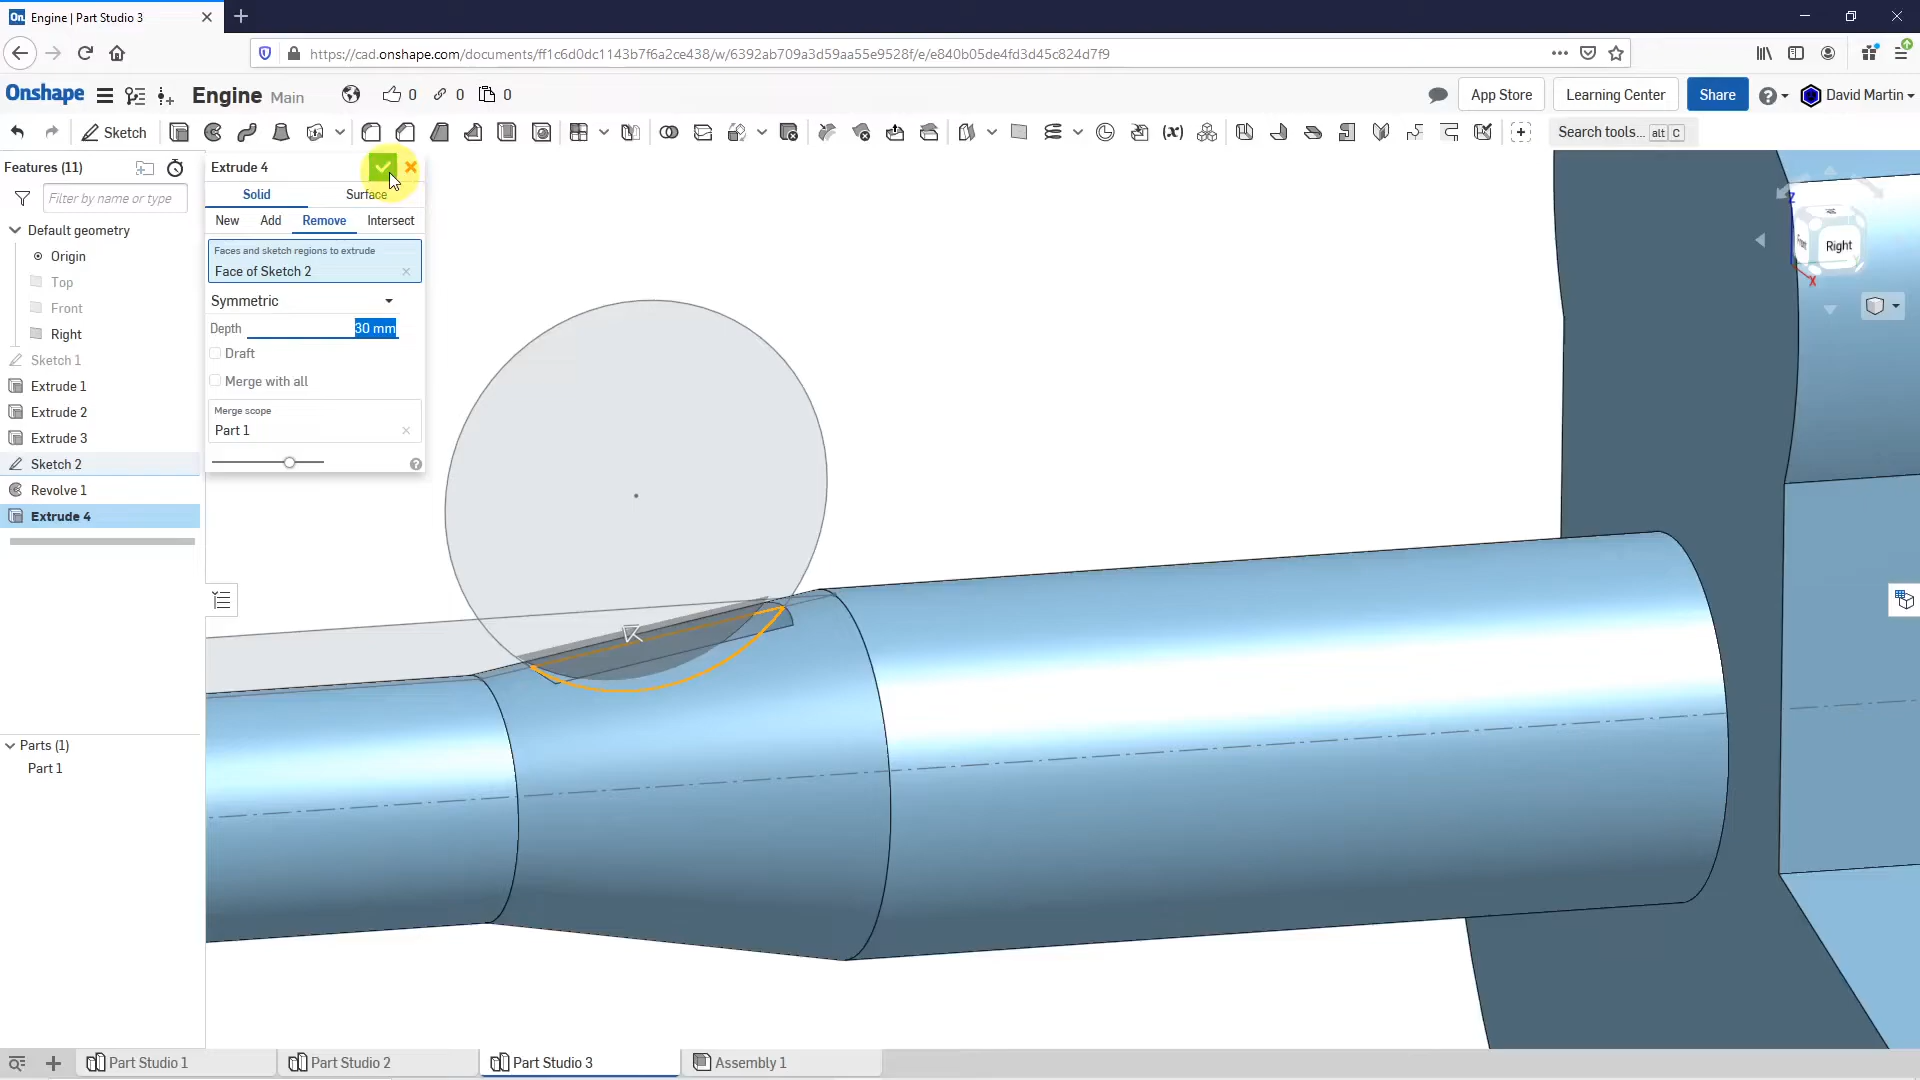 Engine | Part Studio 3
https://cad.onshape.com/documents/ff1c6d0dc1143b7f6a2ce438/w/6392ab709a3d59aa55e9528f/e/e840b05de4fd3d45c824d7f9
Onshape Engine Main 0 0 0 App Store Learning Center Share David Martin
Sketch Search tools... alt C
Features (11)
Filter by name or type
Default geometry
Origin
Top
Front
Right
Sketch 1
Extrude 1
Extrude 2
Extrude 3
Sketch 2
Revolve 1
Extrude 4
Parts (1)
Part 1
Extrude 4
Solid Surface
New Add Remove Intersect
Faces and sketch regions to extrude
Face of Sketch 2
Symmetric
Depth 30 mm
Draft
Merge with all
Merge scope
Part 1
Z
Front Right
X
Part Studio 1 Part Studio 2 Part Studio 3 Assembly 1